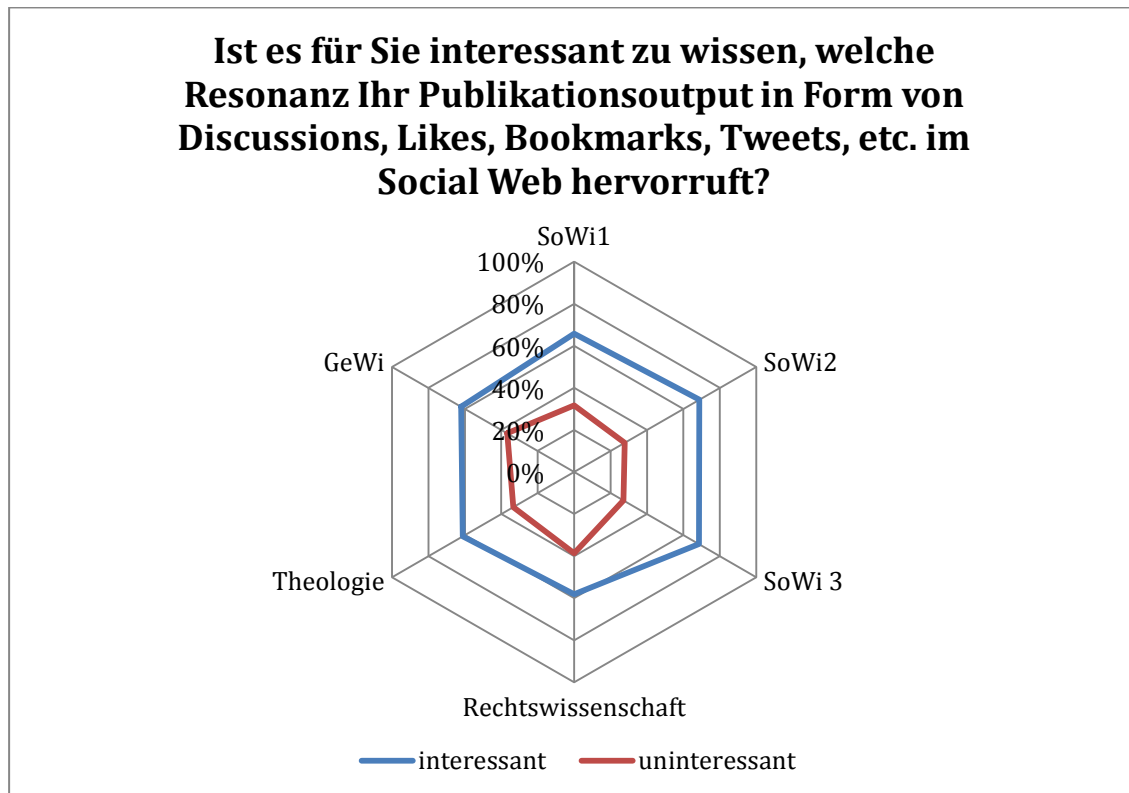 Ist es für Sie interessant zu wissen, welche
Resonanz Ihr Publikationsoutput in Form von
Discussions, Likes, Bookmarks, Tweets, etc. im
Social Web hervorruft?
SoWi1
100%
80%
60%
40%
20%
0%
GeWi
SoWi2
Theologie
SoWi 3
Rechtswissenschaft
interessant
uninteressant